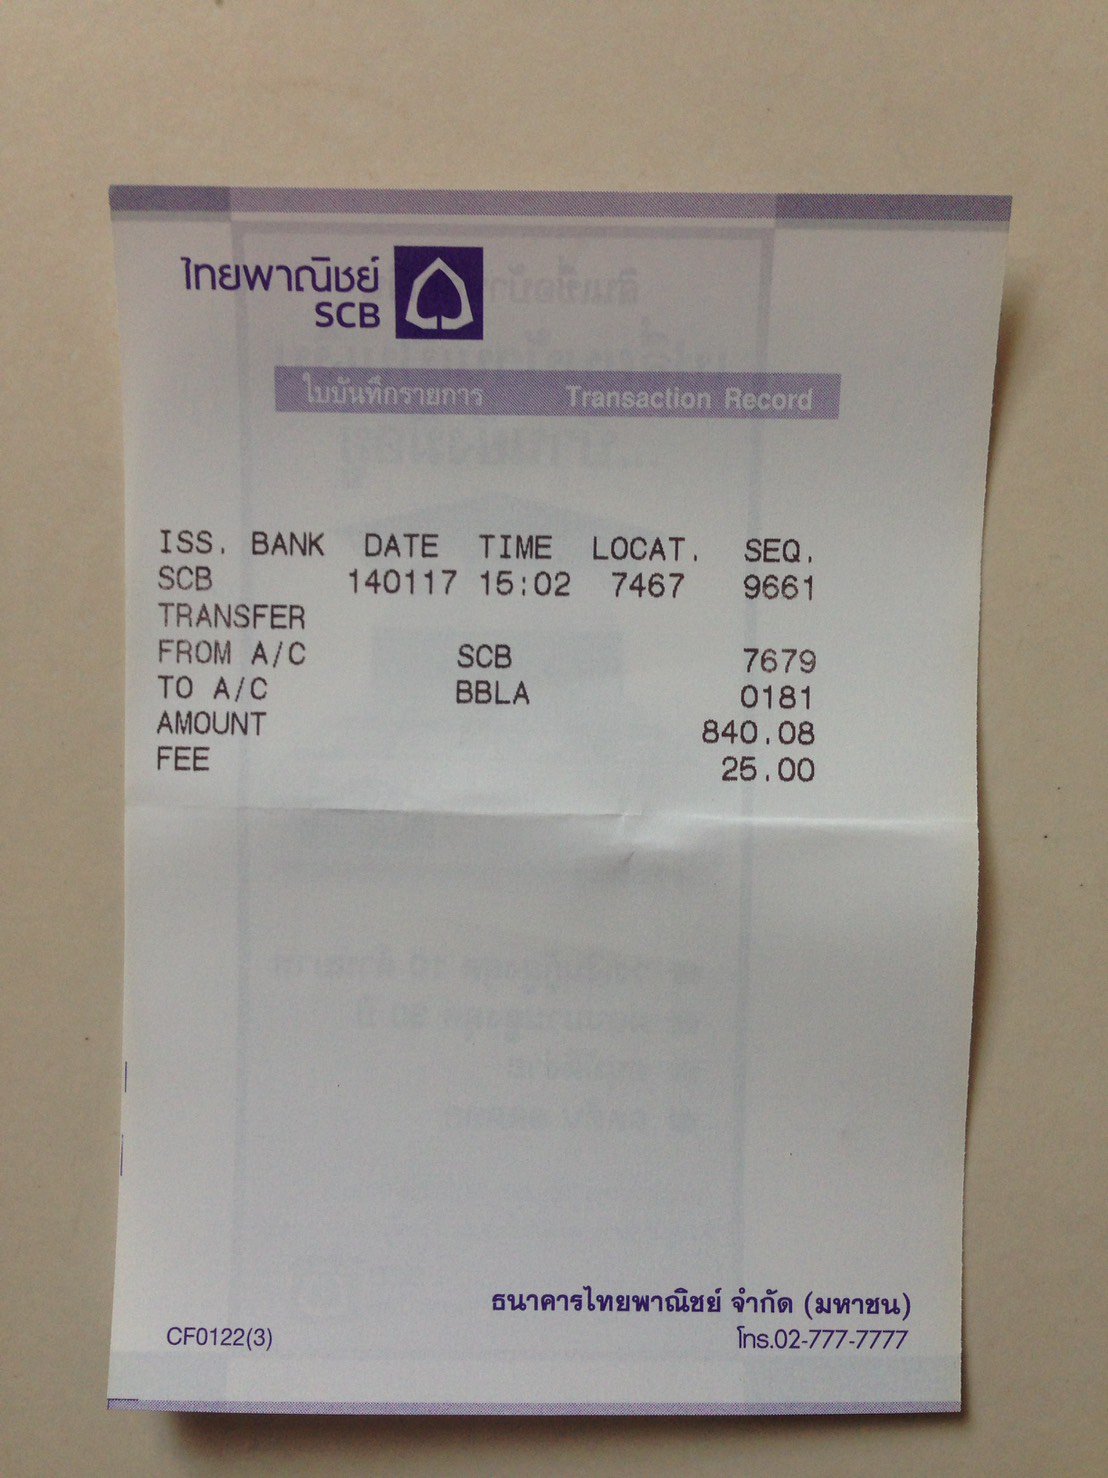 ไทยพาณิชย์
SCB
ใบบันทึกรายการ Transaction Record
ISS. BANK DATE TIME LOCAT. SEQ.
SCB 140117 15:02 7467 9661
TRANSFER
FROM A/C SCB 7679
TO A/C BBLA 0181
AMOUNT 840.08
FEE 25.00
ธนาคารไทยพาณิชย์ จำกัด (มหาชน)
CF0122(3) โทร.02-777-7777